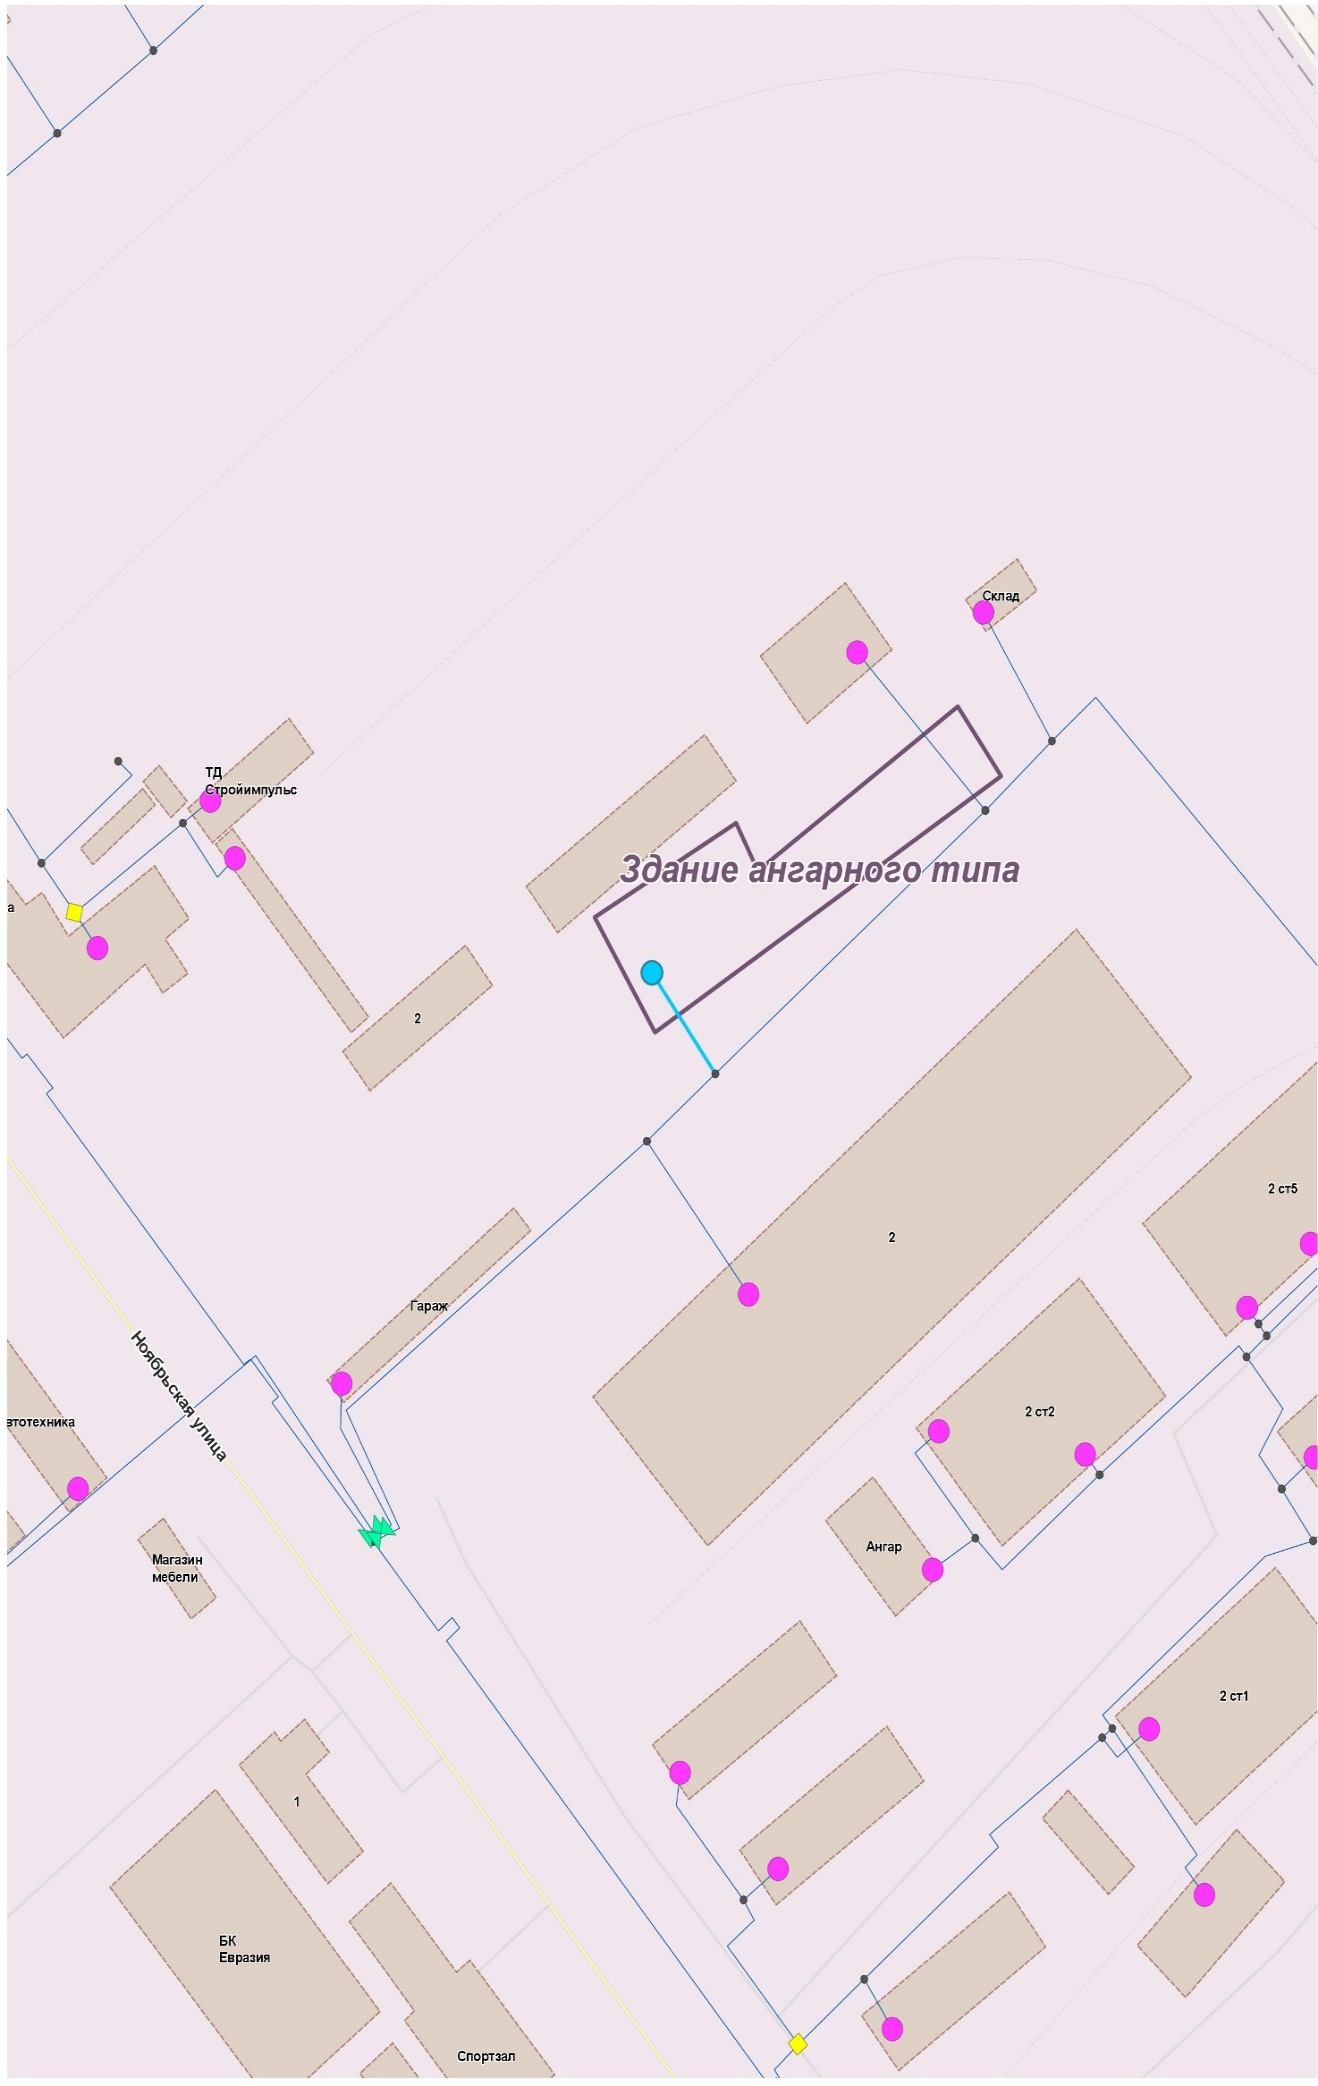 Склад
ТД
Стройимпульс
Здание ангарного типа
а
2
2 ст5
2
Гараж
Ноябрьская улица
втотехника
2 ст2
Ангар
Магазин
мебели
2 ст1
1
БК
Евразия
Спортзал